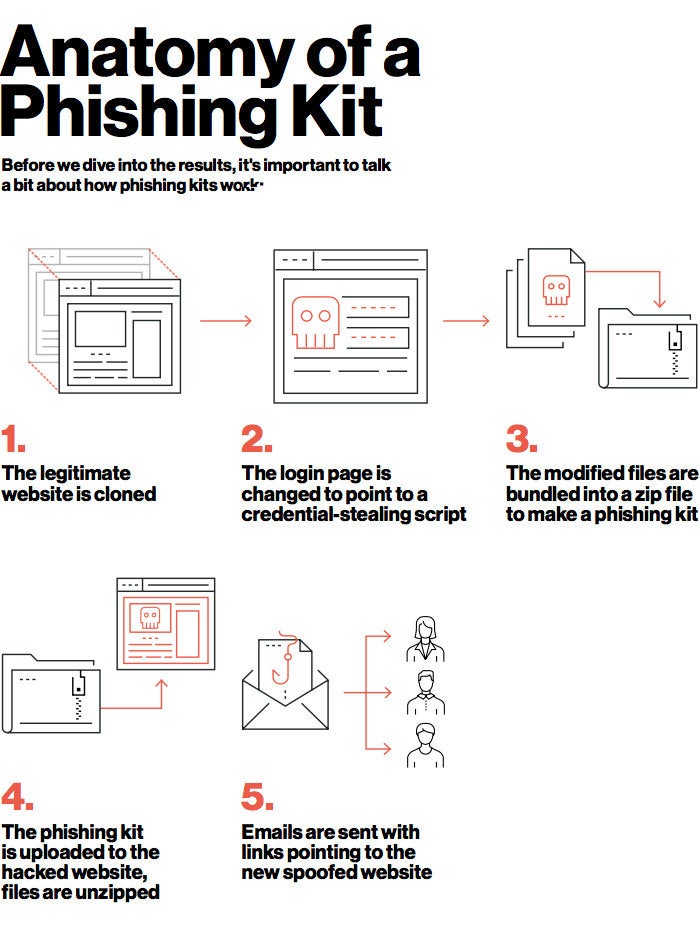 Anatomy of a
Phishing Kit
Before we dive into the results, it's important to talk
a bit about how phishing kits work.
1.
The legitimate
website is cloned
2.
The login page is
changed to point to a
credential-stealing script
3.
The modified files are
bundled into a zip file
to make a phishing kit
4.
The phishing kit
is uploaded to the
hacked website,
files are unzipped
5.
Emails are sent with
links pointing to the
new spoofed website